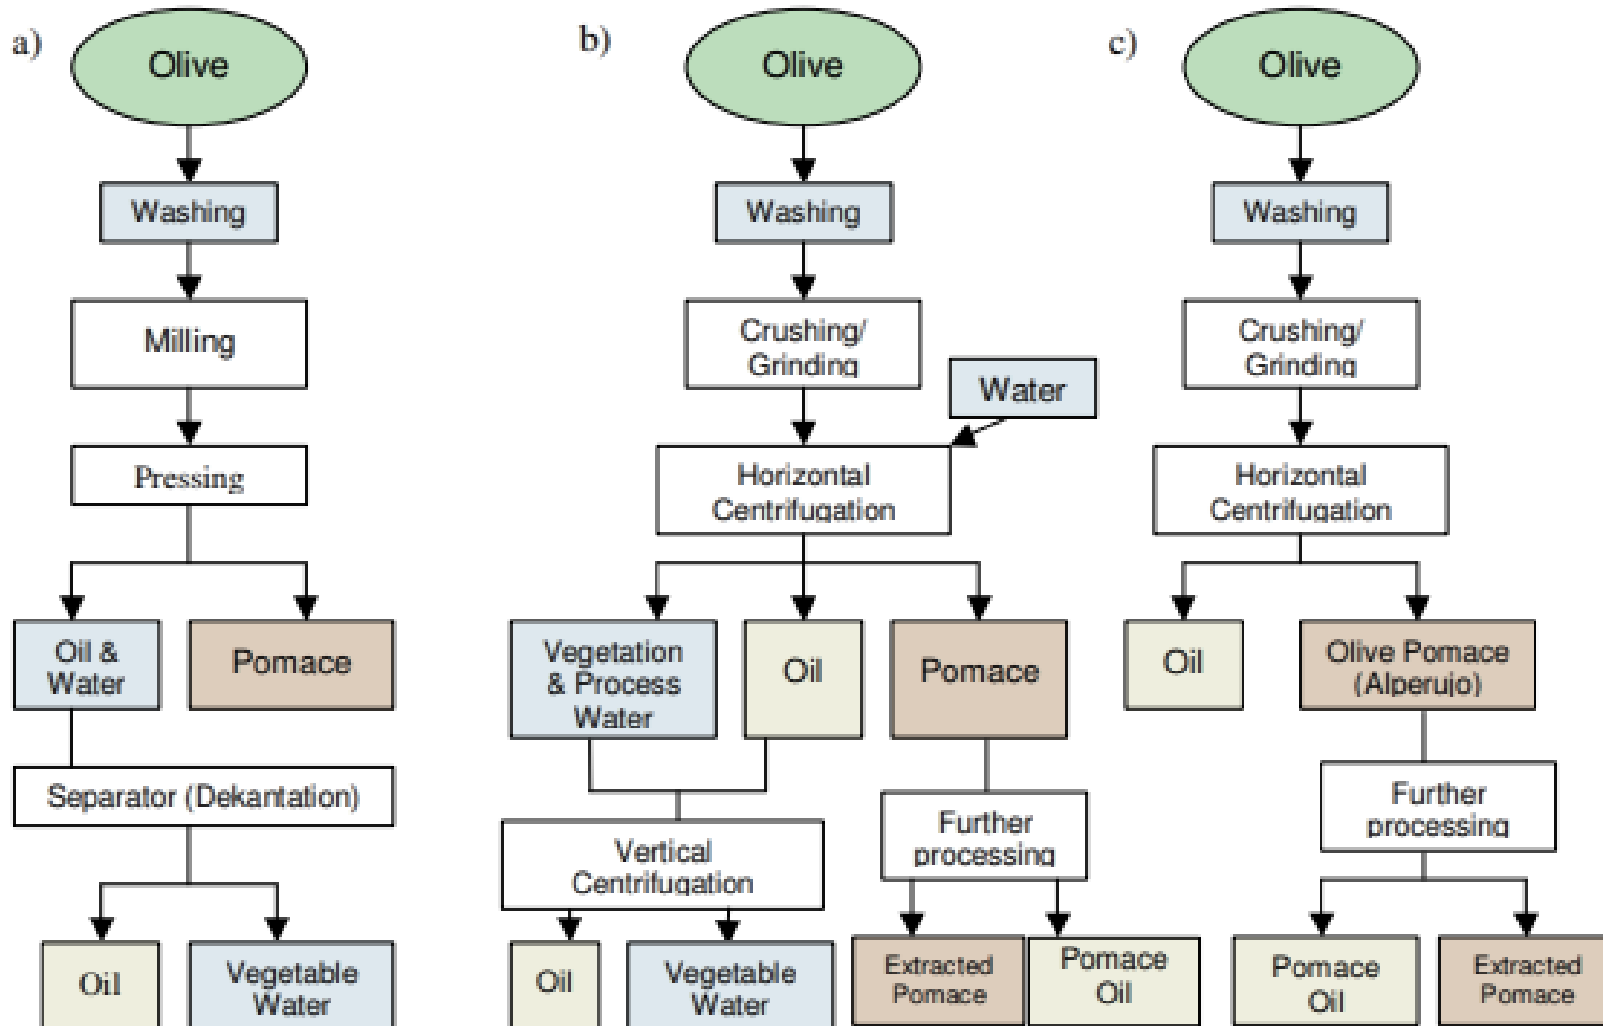 a)
Olive
Washing
Milling
Pressing
Oil &
Water
Pomace
Separator (Dekantation)
Oil
Vegetable
Water
b)
Olive
Washing
Crushing/
Grinding
Water
Horizontal
Centrifugation
Vegetation
& Process
Water
Oil
Pomace
Vertical
Centrifugation
Further
processing
Oil
Vegetable
Water
Extracted
Pomace
Pomace
Oil
c)
Olive
Washing
Crushing/
Grinding
Horizontal
Centrifugation
Oil
Olive Pomace
(Alperujo)
Further
processing
Pomace
Oil
Extracted
Pomace